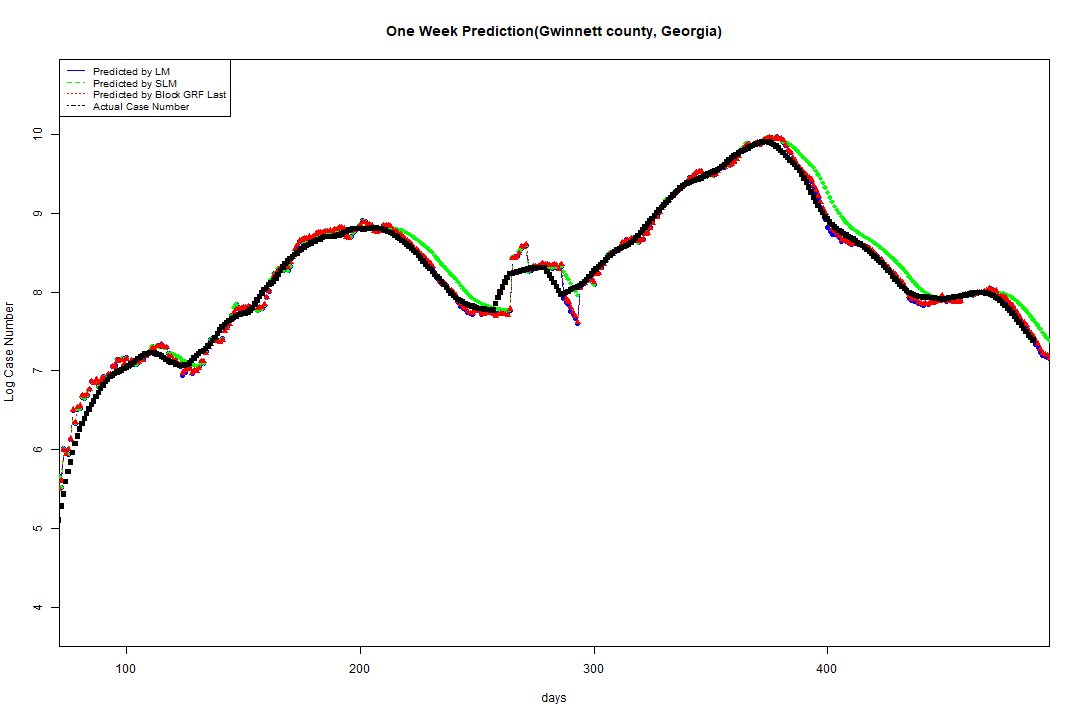 One Week Prediction(Gwinnett county, Georgia)
Predicted by LM
Predicted by SLM
Predicted by Block GRF Last
Actual Case Number
Log Case Number
10
9
8
7
6
5
4
100 200 300 400
days